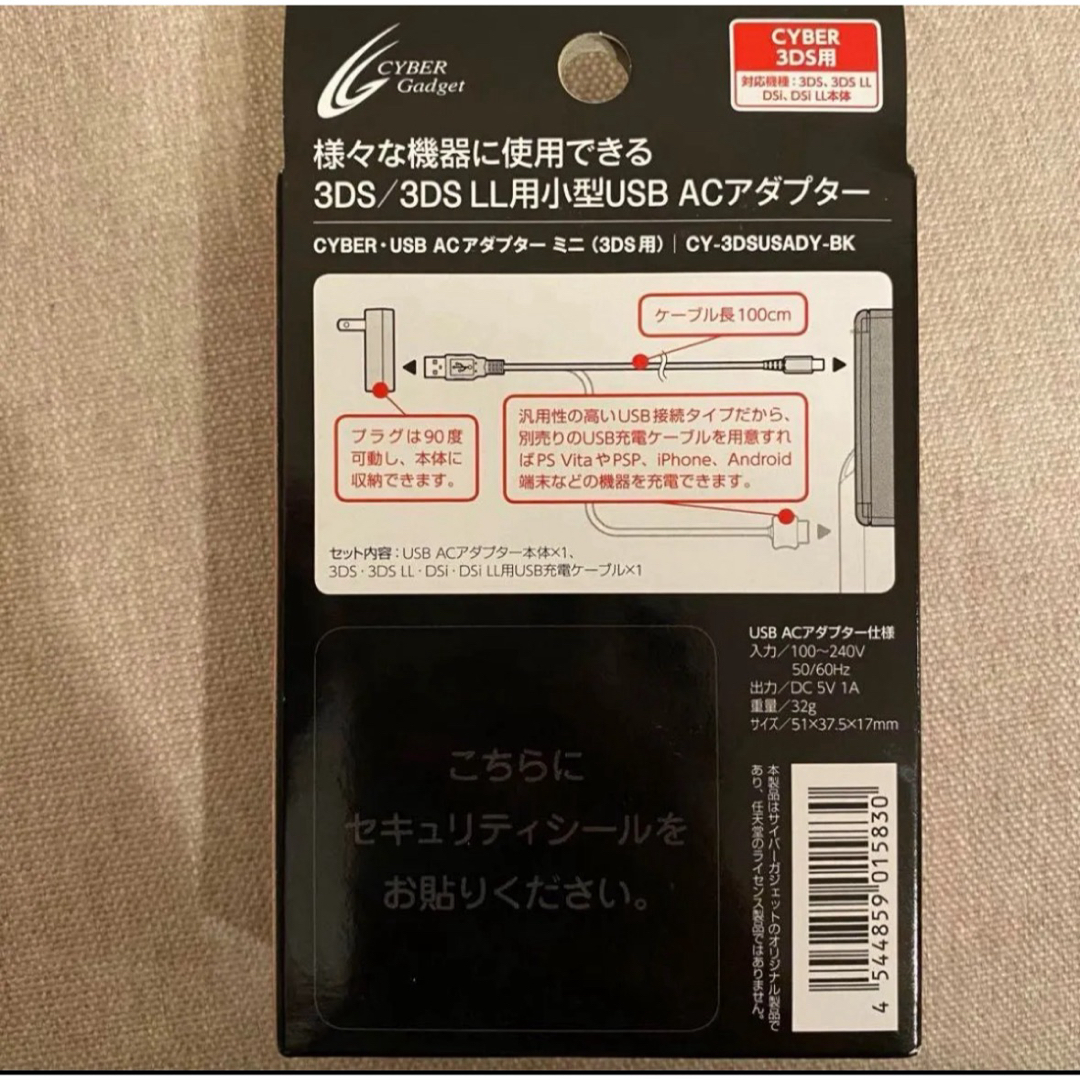 CYBER
Gadget
CYBER
3DS用
対応機種:3DS、3DS LL
DSi、DSi LL本体
様々な機器に使用できる
3DS/3DS LL用小型USB ACアダプター
CYBER・USB ACアダプター ミニ(3DS用)| CY-3DSUSADY-BK
ケーブル長100cm
プラグは90度
可動し、本体に
収納できます。
汎用性の高いUSB接続タイプだから、
別売りのUSB充電ケーブルを用意すれ
ばPS VitaやPSP、iPhone、Android
端末などの機器を充電できます。
セット内容:USB ACアダプター本体×1、
3DS・3DS LL・DSi・DSi LL用USB充電ケーブル×1
USB ACアダプター仕様
入力/100〜240V
50/60Hz
出力/DC 5V 1A
重量/32g
サイズ/51×37.5×17mm
こちらに
セキュリティシールを
お貼りください。
本製品はサイバーガジェットのオリジナル製品で
あり、任天堂のライセンス製品ではありません。
4 544859 015830